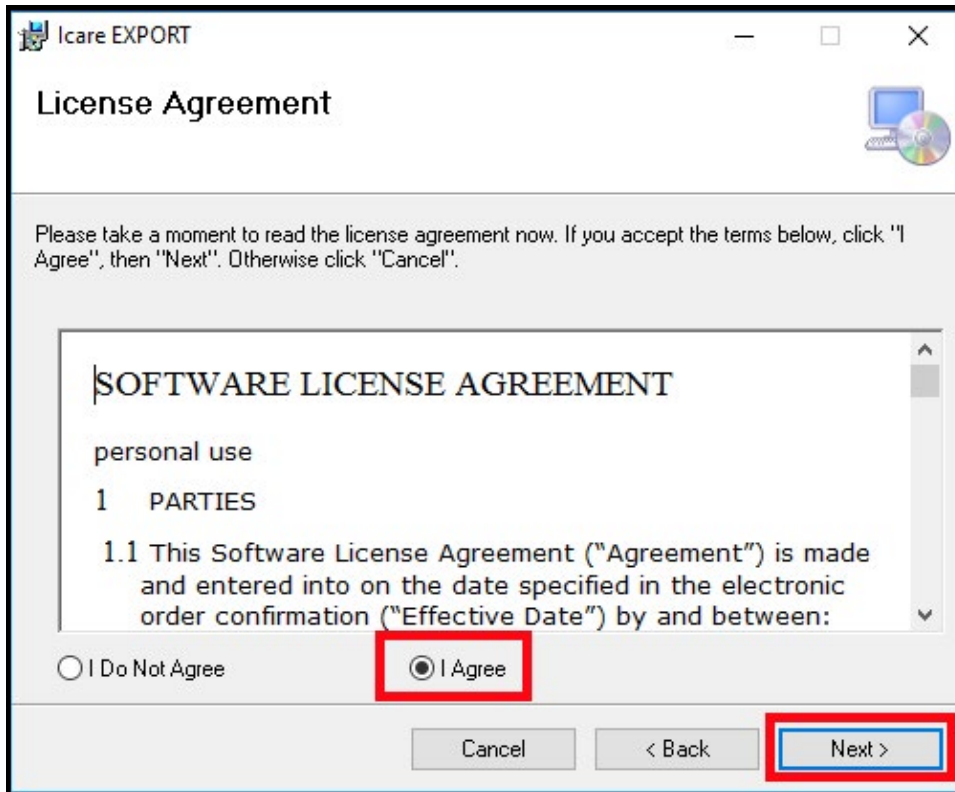 Icare EXPORT
License Agreement
Please take a moment to read the license agreement now. If you accept the terms below, click "I
Agree", then "Next". Otherwise click "Cancel".
SOFTWARE LICENSE AGREEMENT
personal use
1 PARTIES
1.1 This Software License Agreement (“Agreement”) is made
and entered into on the date specified in the electronic
order confirmation (“Effective Date”) by and between:
I Do Not Agree I Agree
Cancel < Back Next >